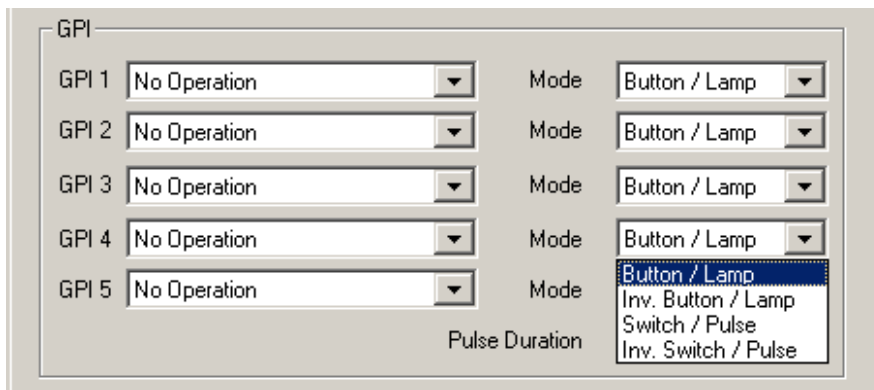 GPI
GPI 1 No Operation Mode Button / Lamp
GPI 2 No Operation Mode Button / Lamp
GPI 3 No Operation Mode Button / Lamp
GPI 4 No Operation Mode Button / Lamp
Button / Lamp
GPI 5 No Operation Mode Inv. Button / Lamp
Switch / Pulse
Pulse Duration Inv. Switch / Pulse